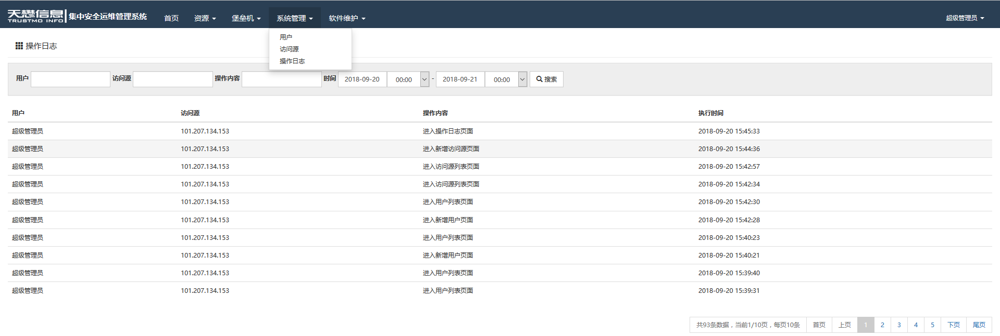 天懋信息 集中安全运维管理系统 首页 资源 堡垒机 系统管理 软件维护 超级管理员
TRUSTMO INFO
用户
访问源
操作日志
操作日志
用户 访问源 操作内容 时间 2018-09-20 00:00 - 2018-09-21 00:00 搜索
用户 访问源 操作内容 执行时间
超级管理员 101.207.134.153 进入操作日志页面 2018-09-20 15:45:33
超级管理员 101.207.134.153 进入新增访问源页面 2018-09-20 15:44:36
超级管理员 101.207.134.153 进入访问源列表页面 2018-09-20 15:42:57
超级管理员 101.207.134.153 进入访问源列表页面 2018-09-20 15:42:34
超级管理员 101.207.134.153 进入用户列表页面 2018-09-20 15:42:30
超级管理员 101.207.134.153 进入新增用户页面 2018-09-20 15:42:28
超级管理员 101.207.134.153 进入用户列表页面 2018-09-20 15:40:23
超级管理员 101.207.134.153 进入新增用户页面 2018-09-20 15:40:21
超级管理员 101.207.134.153 进入用户列表页面 2018-09-20 15:39:40
超级管理员 101.207.134.153 进入用户列表页面 2018-09-20 15:39:31
共93条数据，当前1/10页，每页10条 首页 上页 1 2 3 4 5 下页 尾页